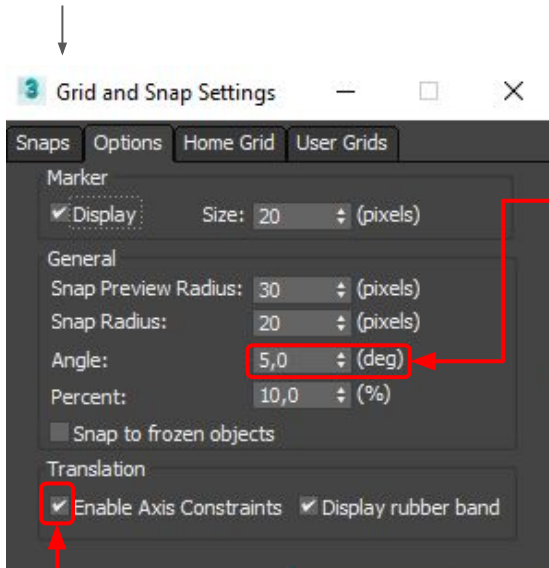 3 Grid and Snap Settings
Snaps Options Home Grid User Grids
Marker
Display Size: 20 (pixels)
General
Snap Preview Radius: 30 (pixels)
Snap Radius: 20 (pixels)
Angle: 5,0 (deg)
Percent: 10,0 (%)
Snap to frozen objects
Translation
Enable Axis Constraints Display rubber band